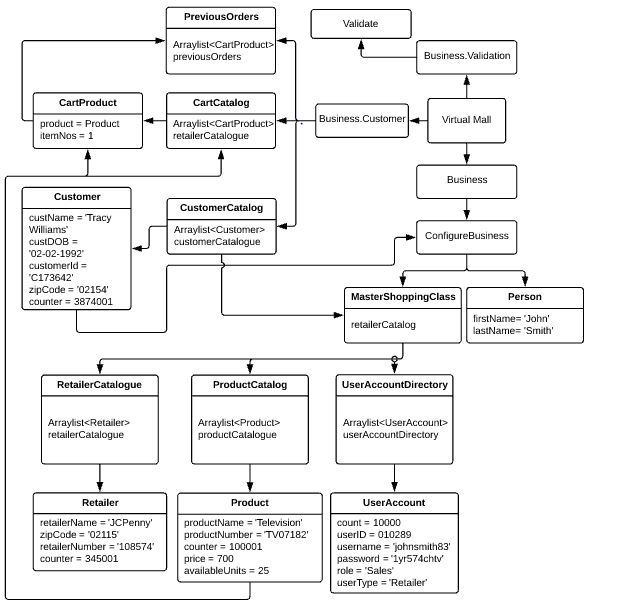 PreviousOrders
Arraylist<CartProduct>
previousOrders
Validate
Business.Validation
CartProduct
product = Product
itemNos = 1
CartCatalog
Arraylist<CartProduct>
retailerCatalogue
Business.Customer
Virtual Mall
Business
Customer
custName = 'Tracy
Williams'
custDOB =
'02-02-1992'
customerId =
'C173642'
zipCode = '02154'
counter = 3874001
CustomerCatalog
Arraylist<Customer>
customerCatalogue
ConfigureBusiness
MasterShoppingClass
retailerCatalog
Person
firstName= 'John'
lastName= 'Smith'
RetailerCatalogue
Arraylist<Retailer>
retailerCatalogue
ProductCatalog
Arraylist<Product>
productCatalogue
UserAccountDirectory
Arraylist<UserAccount>
userAccountDirectory
Retailer
retailerName = 'JCPenny'
zipCode = '02115'
retailerNumber = '108574'
counter = 345001
Product
productName = 'Television'
productNumber = 'TV07182'
counter = 100001
price = 700
availableUnits = 25
UserAccount
count = 10000
userID = 010289
username = 'johnsmith83'
password = '1yr574chtv'
role = 'Sales'
userType = 'Retailer'